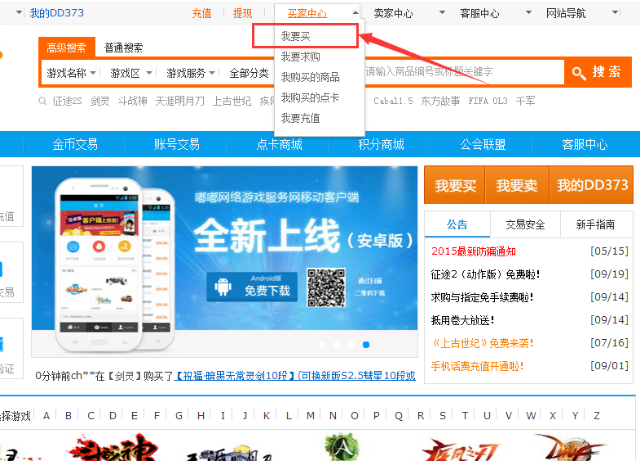 我的DD373 充值 | 提现 | 买家中心 卖家中心 客服中心 网站导航
我要买
我要求购
我购买的商品
我购买的点卡
我要充值
高级搜索 普通搜索
游戏名称 游戏区 游戏服务 全部分类 请输入商品编号或标题关键字 搜 索
征途2S 剑灵 斗战神 天涯明月刀 上古世纪 Cabal1.5 东方故事 FIFA OL3 千军
金币交易 账号交易 点卡商城 积分商城 公会联盟 客服中心
充值
交易
验证
嘟嘟网络游戏服务网移动客户端
全新上线(安卓版)
Android版
免费下载
通过扫描
二维码下载
我要买 我要卖 我的DD373
公告 交易安全 新手指南
2015最新防骗通知 [05/15]
征途2（动作版）免费啦! [09/19]
求购与指定免手续费啦! [09/14]
抵用卷大放送! [09/14]
《上古世纪》免费来袭! [07/16]
手机话费充值开通啦! [09/01]
0分钟前ch**在【剑灵】购买了【祝福·暗黑无常灵剑10段】(可换新版S2.5彗星10段或
择游戏 A B C D E F G H I J K L M N O P Q R S T U V W X Y Z